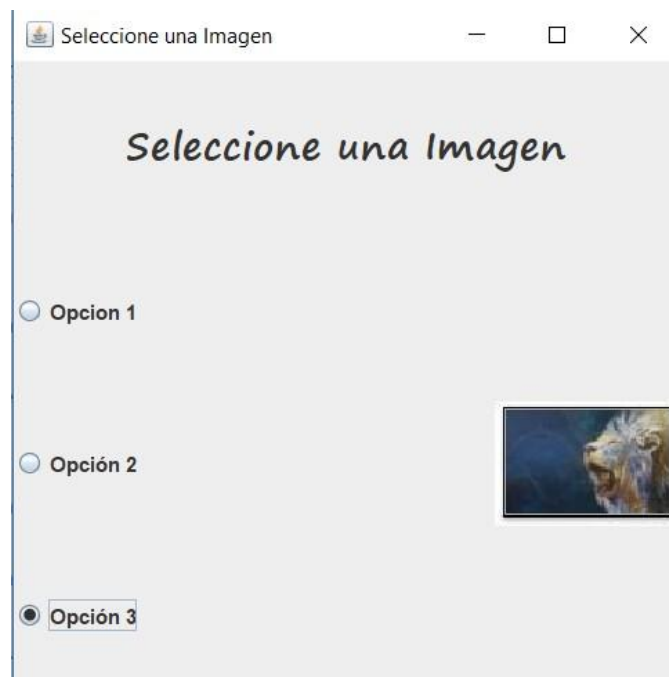 Seleccione una Imagen
Seleccione una Imagen
Opcion 1
Opción 2
Opción 3